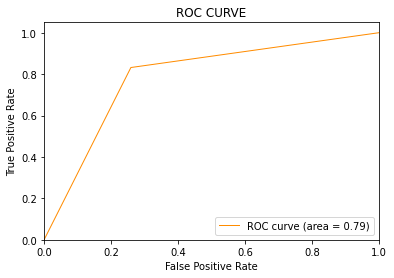 ROC CURVE
1.0
0.8
0.6
0.4
0.2
0.0
True Positive Rate
ROC curve (area = 0.79)
0.0 0.2 0.4 0.6 0.8 1.0
False Positive Rate